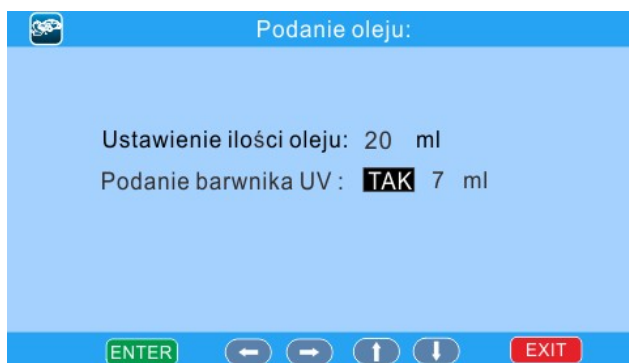 Podanie oleju:
Ustawienie ilości oleju: 20 ml
Podanie barwnika UV : TAK 7 ml
ENTER EXIT